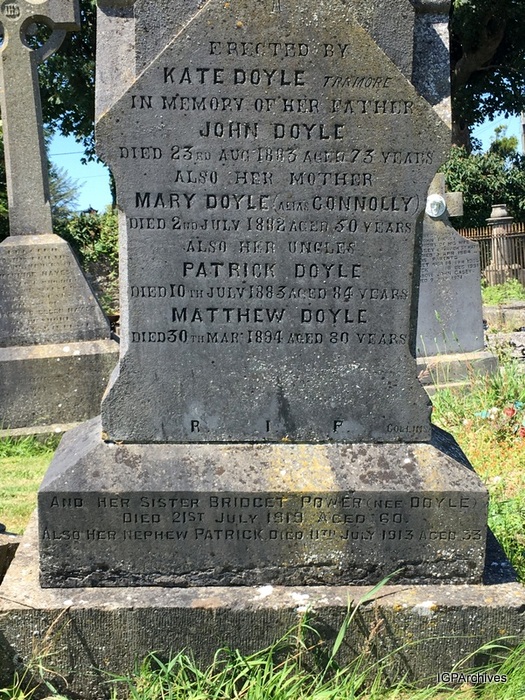 ERECTED BY
KATE DOYLE TRAMORE
IN MEMORY OF HER FATHER
JOHN DOYLE
DIED 23RD AUG 1883 AGED 73 YEARS
ALSO HER MOTHER
MARY DOYLE (ALIAS CONNOLLY)
DIED 2ND JULY 1882 AGED 50 YEARS
ALSO HER UNCLES
PATRICK DOYLE
DIED 10TH JULY 1883 AGED 84 YEARS
MATTHEW DOYLE
DIED 30TH MAR. 1894 AGED 80 YEARS
R I P
COLLINS
AND HER SISTER BRIDGET POWER (NEE DOYLE)
DIED 21ST JULY 1919 AGED 60.
ALSO HER NEPHEW PATRICK DIED 11TH JULY 1913 AGED 33
IGPArchives